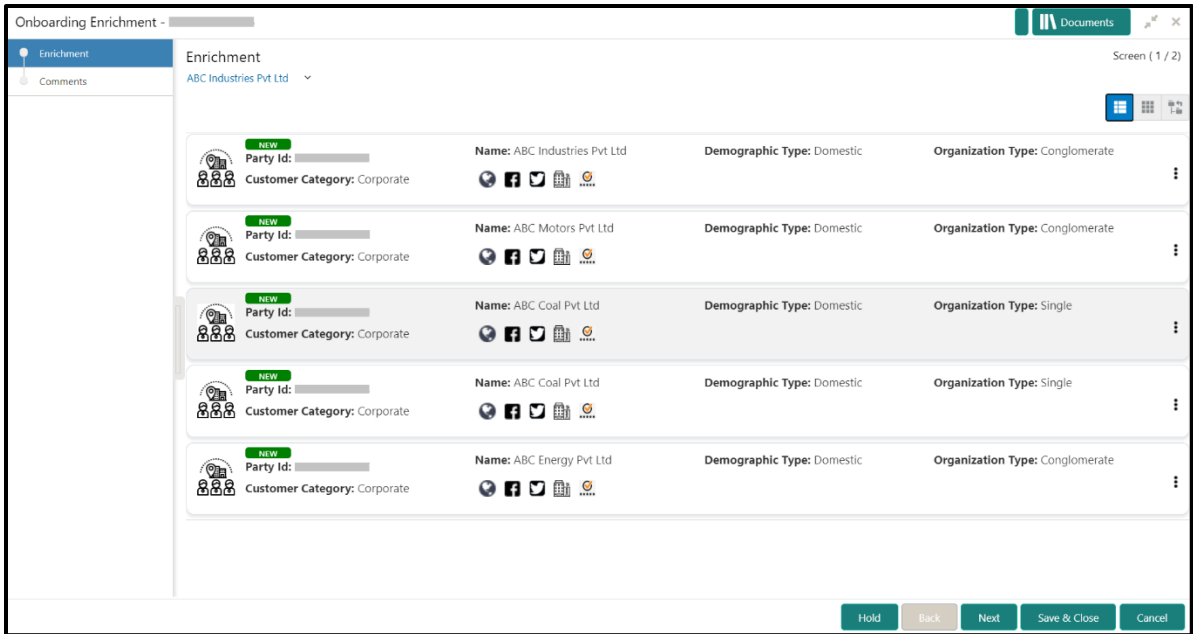 Onboarding Enrichment -
Documents
Enrichment
Comments
Enrichment
Screen ( 1 / 2)
ABC Industries Pvt Ltd
NEW
Party Id:
Name: ABC Industries Pvt Ltd
Demographic Type: Domestic
Organization Type: Conglomerate
Customer Category: Corporate
NEW
Party Id:
Name: ABC Motors Pvt Ltd
Demographic Type: Domestic
Organization Type: Conglomerate
Customer Category: Corporate
NEW
Party Id:
Name: ABC Coal Pvt Ltd
Demographic Type: Domestic
Organization Type: Single
Customer Category: Corporate
NEW
Party Id:
Name: ABC Coal Pvt Ltd
Demographic Type: Domestic
Organization Type: Single
Customer Category: Corporate
NEW
Party Id:
Name: ABC Energy Pvt Ltd
Demographic Type: Domestic
Organization Type: Conglomerate
Customer Category: Corporate
Hold
Back
Next
Save & Close
Cancel